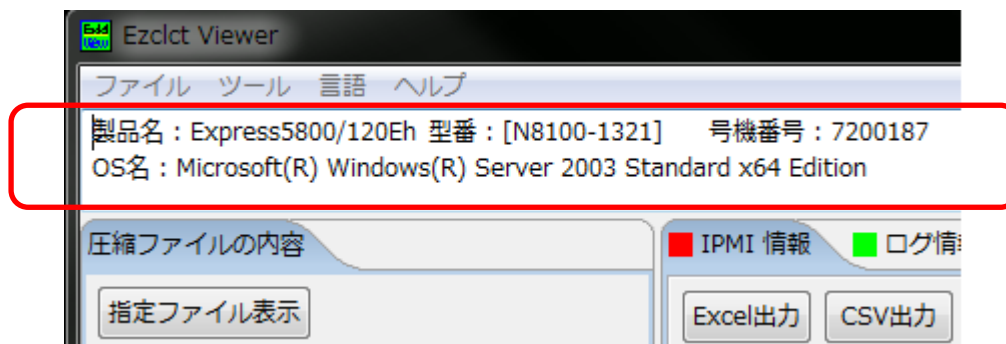 Ezclct Viewer
ファイル ツール 言語 ヘルプ
製品名：Express5800/120Eh 型番：[N8100-1321] 号機番号：7200187
OS名：Microsoft(R) Windows(R) Server 2003 Standard x64 Edition
圧縮ファイルの内容
IPMI 情報 ログ情
指定ファイル表示
Excel出力 CSV出力